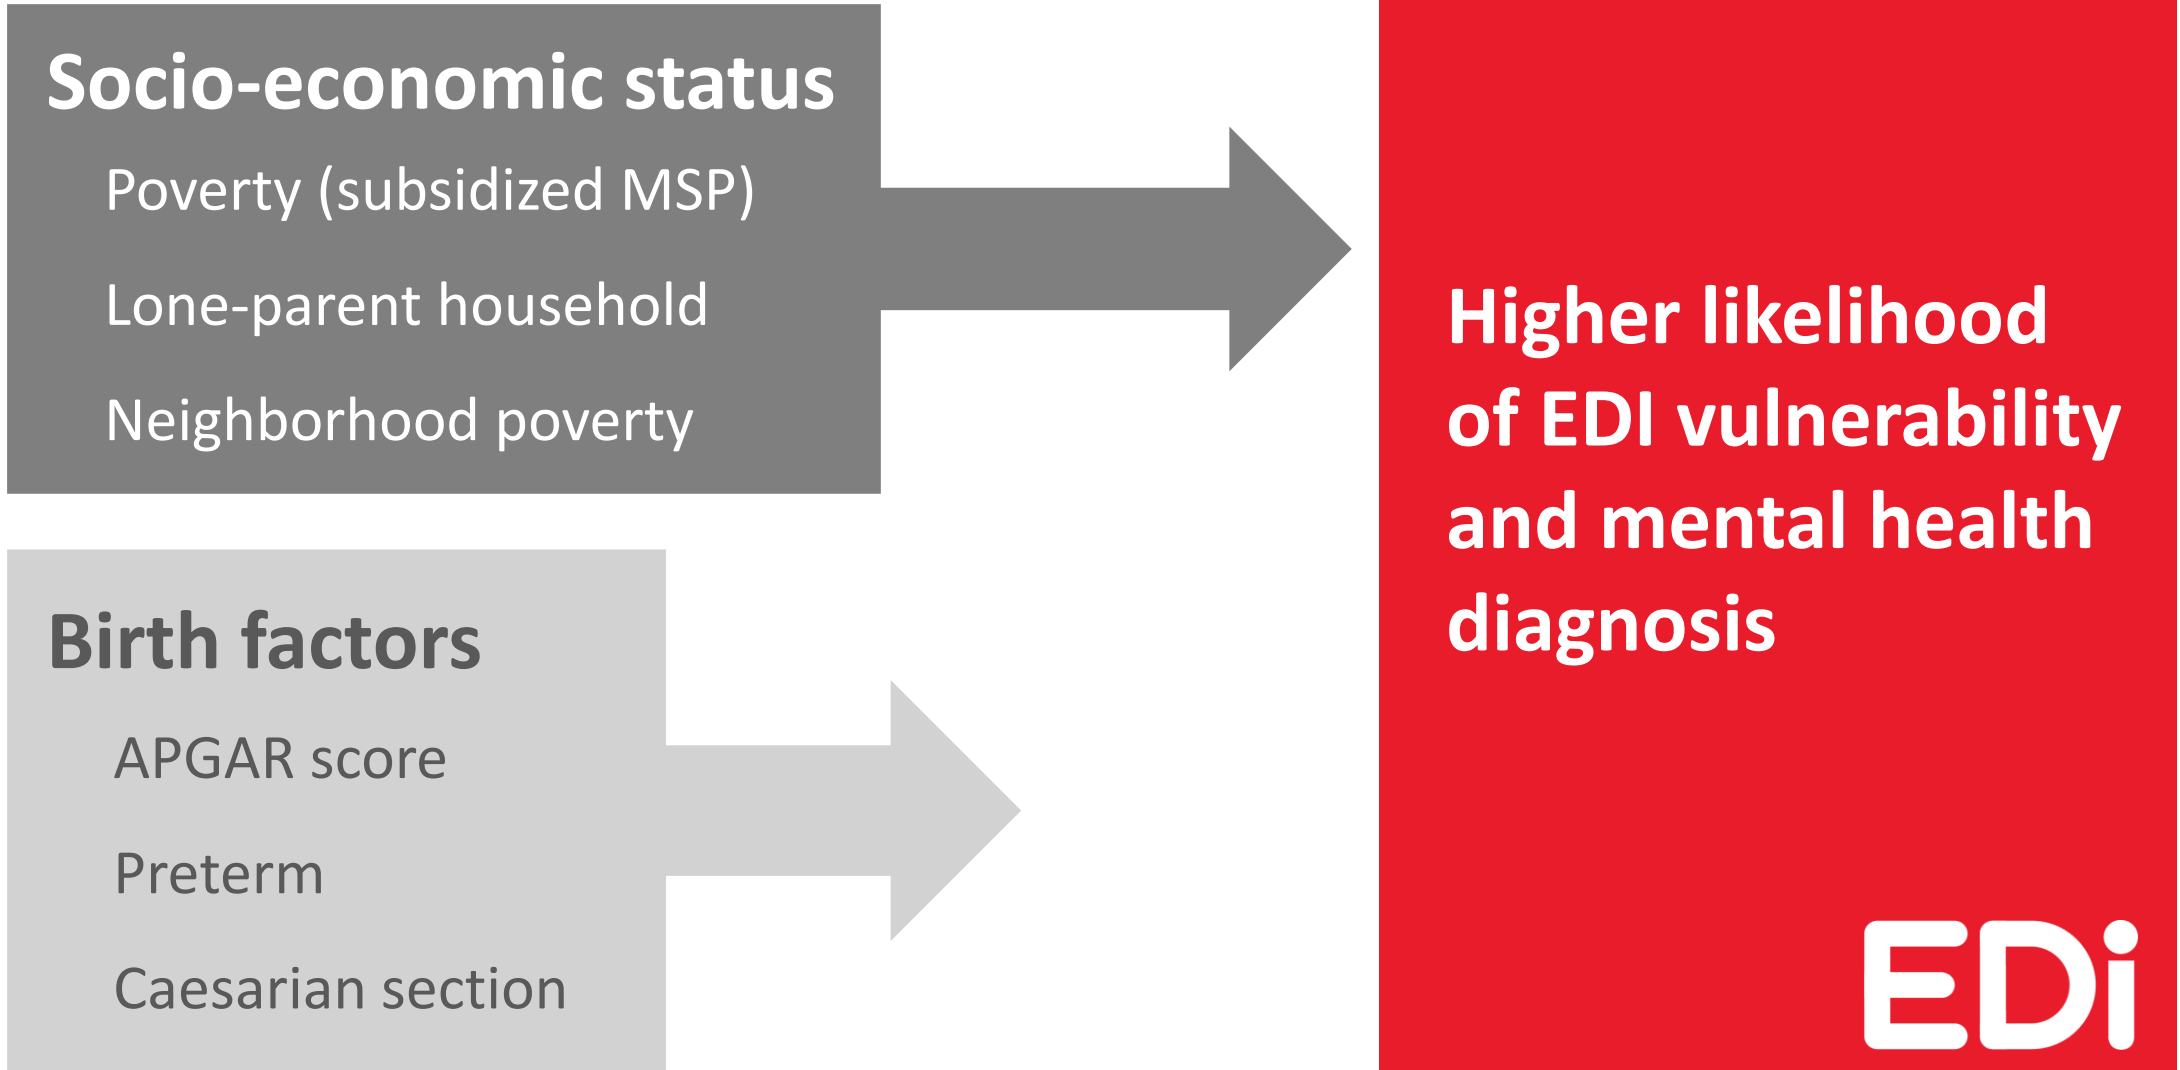 Socio-economic status
Poverty (subsidized MSP)
Lone-parent household
Neighborhood poverty
Birth factors
APGAR score
Preterm
Caesarian section
Higher likelihood
of EDI vulnerability
and mental health
diagnosis
EDi